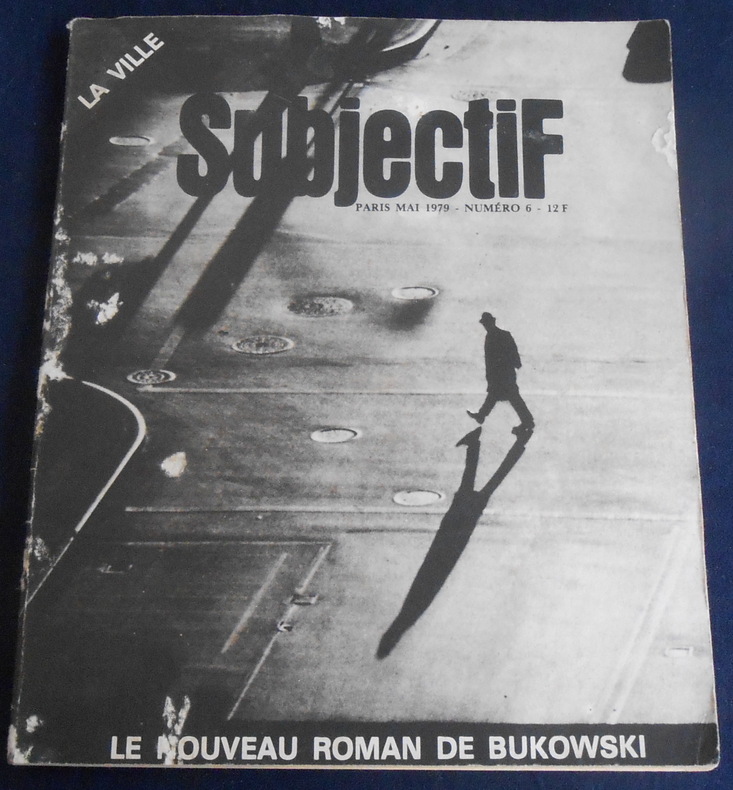 LA VILLE
SubjectiF
PARIS MAI 1979 - NUMÉRO 6 - 12 F
LE NOUVEAU ROMAN DE BUKOWSKI